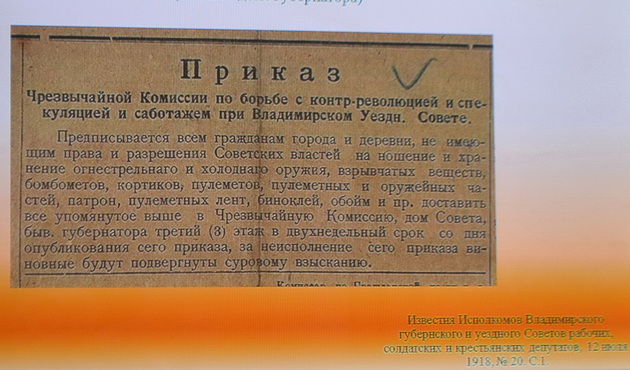 Приказ
Чрезвычайной Комиссии по борьбе с контр-революцией и спе-
куляцией и саботажем при Владимирском Уездн. Совете.
Предписывается всем гражданам города и деревни, не имею-
щим права и разрешения Советских властей на ношение и хра-
нение огнестрельнаго и холоднаго оружия, взрывчатых веществ,
бомбометов, кортиков, пулеметов, пулеметных и оружейных ча-
стей, патрон, пулеметных лент, биноклей, обойм и пр. доставить
все упомянутое выше в Чрезвычайную Комиссию, дом Совета,
быв. губернатора третий (3) этаж в двухнедельный срок со дня
опубликования сего приказа, за неисполнение сего приказа ви-
новные будут подвергнуты суровому взысканию.
Известия Исполкомов Владимирского
губернского и уездного Советов рабочих,
солдатских и крестьянских депутатов, 12 июля
1918, № 20. С.1.